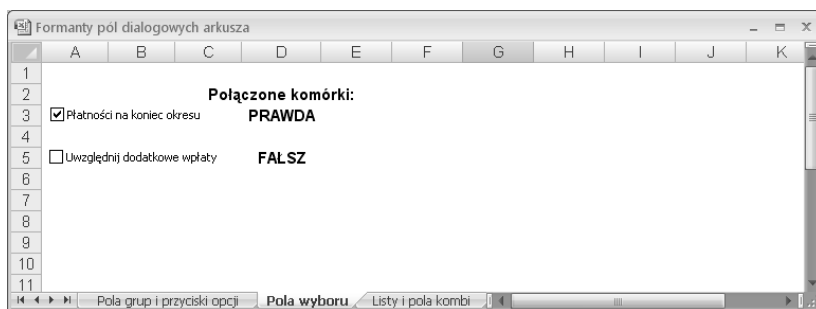 Formanty pól dialogowych arkusza
A B C D E F G H I J K
1
2 Połączone komórki:
3 Płatności na koniec okresu PRAWDA
4
5 Uwzględnij dodatkowe wpłaty FAŁSZ
6
7
8
9
10
11
Pola grup i przyciski opcji Pola wyboru Listy i pola kombi